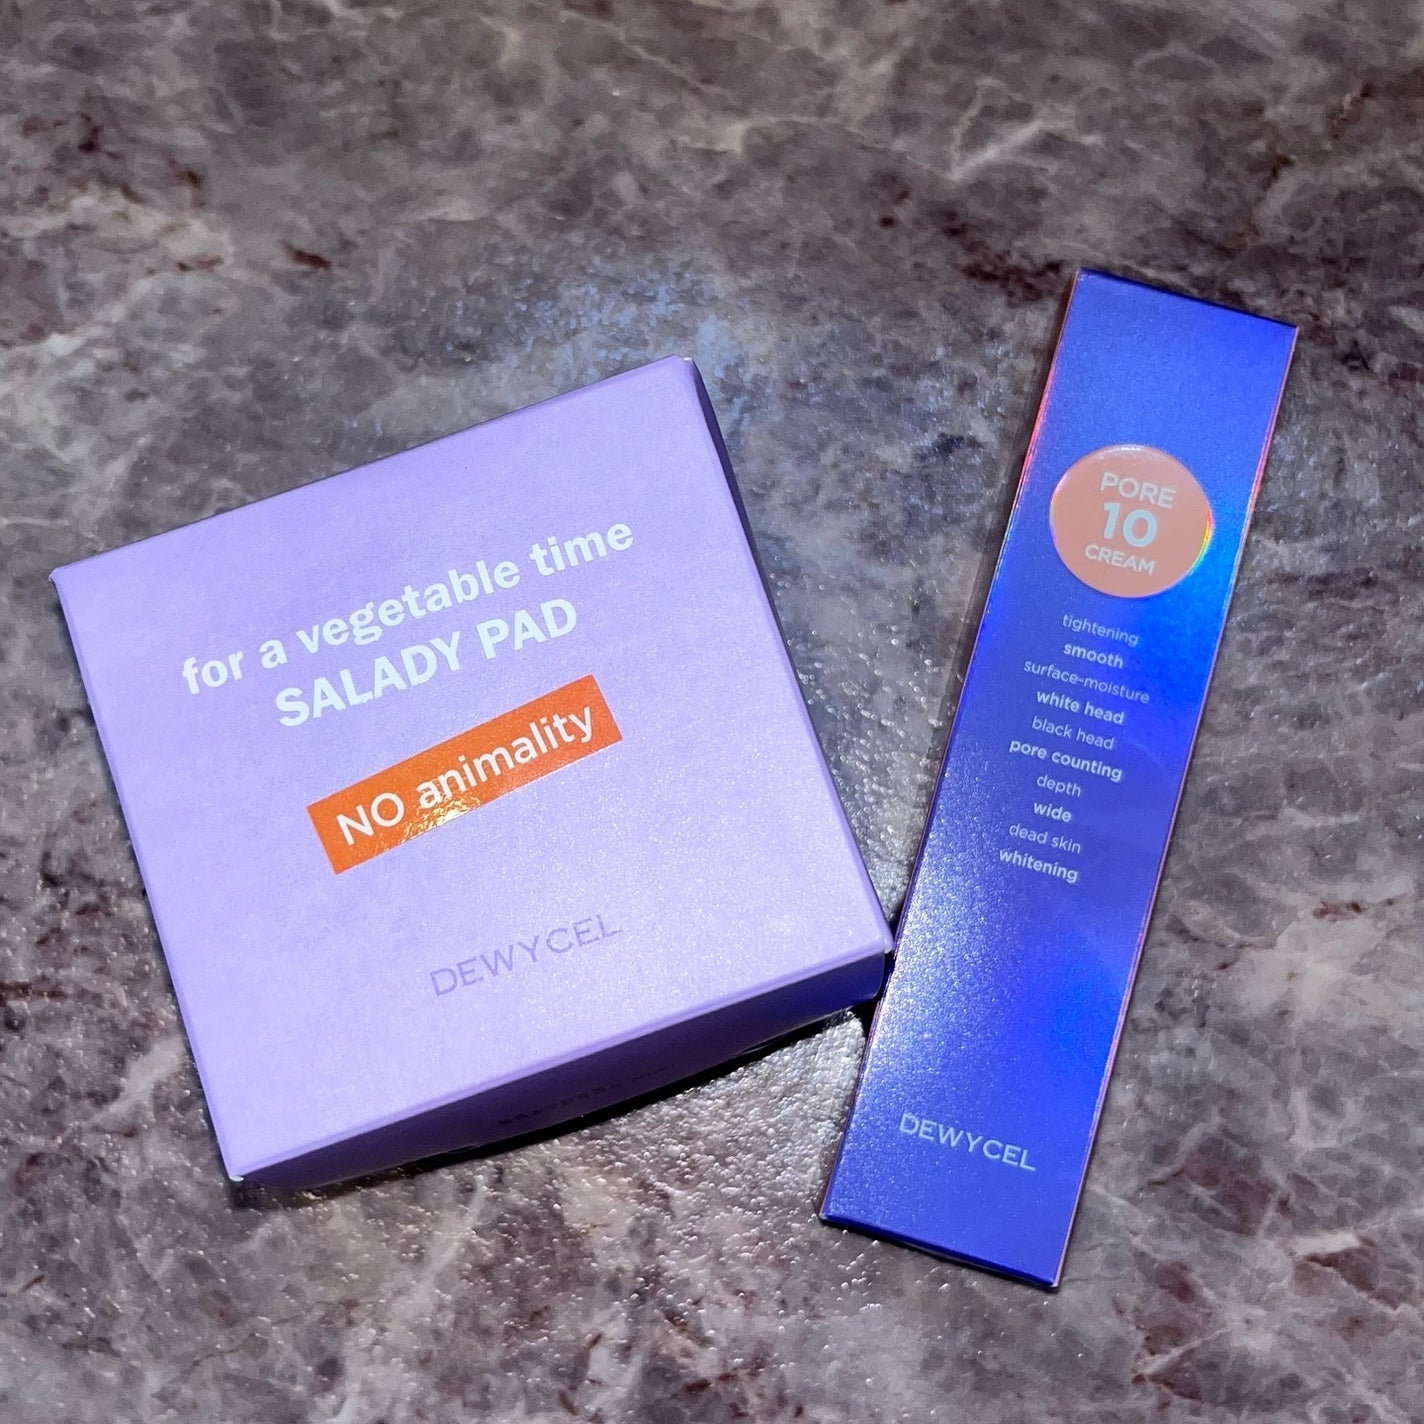 for a vegetable time
SALADY PAD
NO animality
DEWYCEL
PORE
10
CREAM
tightening
smooth
surface-moisture
white head
black head
pore counting
depth
wide
dead skin
whitening
DEWYCEL